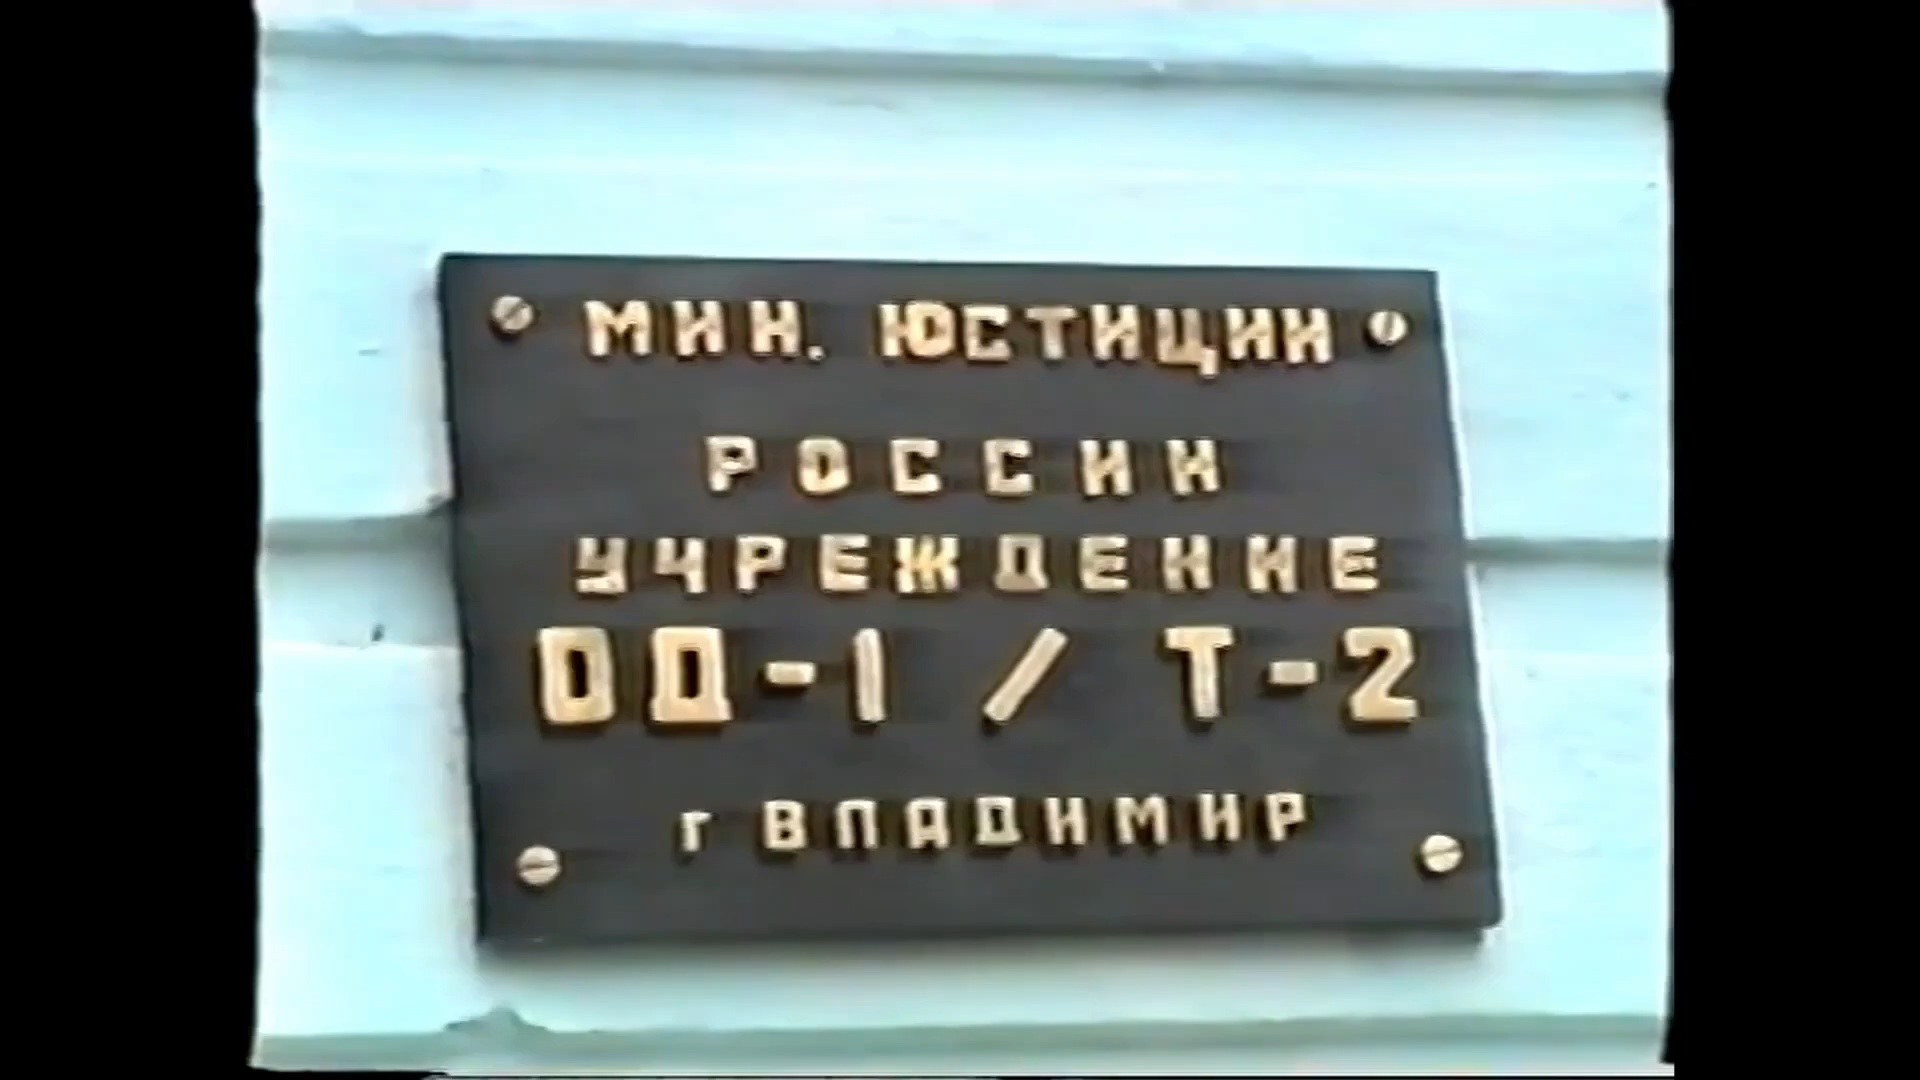 МИН. ЮСТИЦИИ
РОССИИ
УЧРЕЖДЕНИЕ
ОД-1 / Т-2
г ВЛАДИМИР